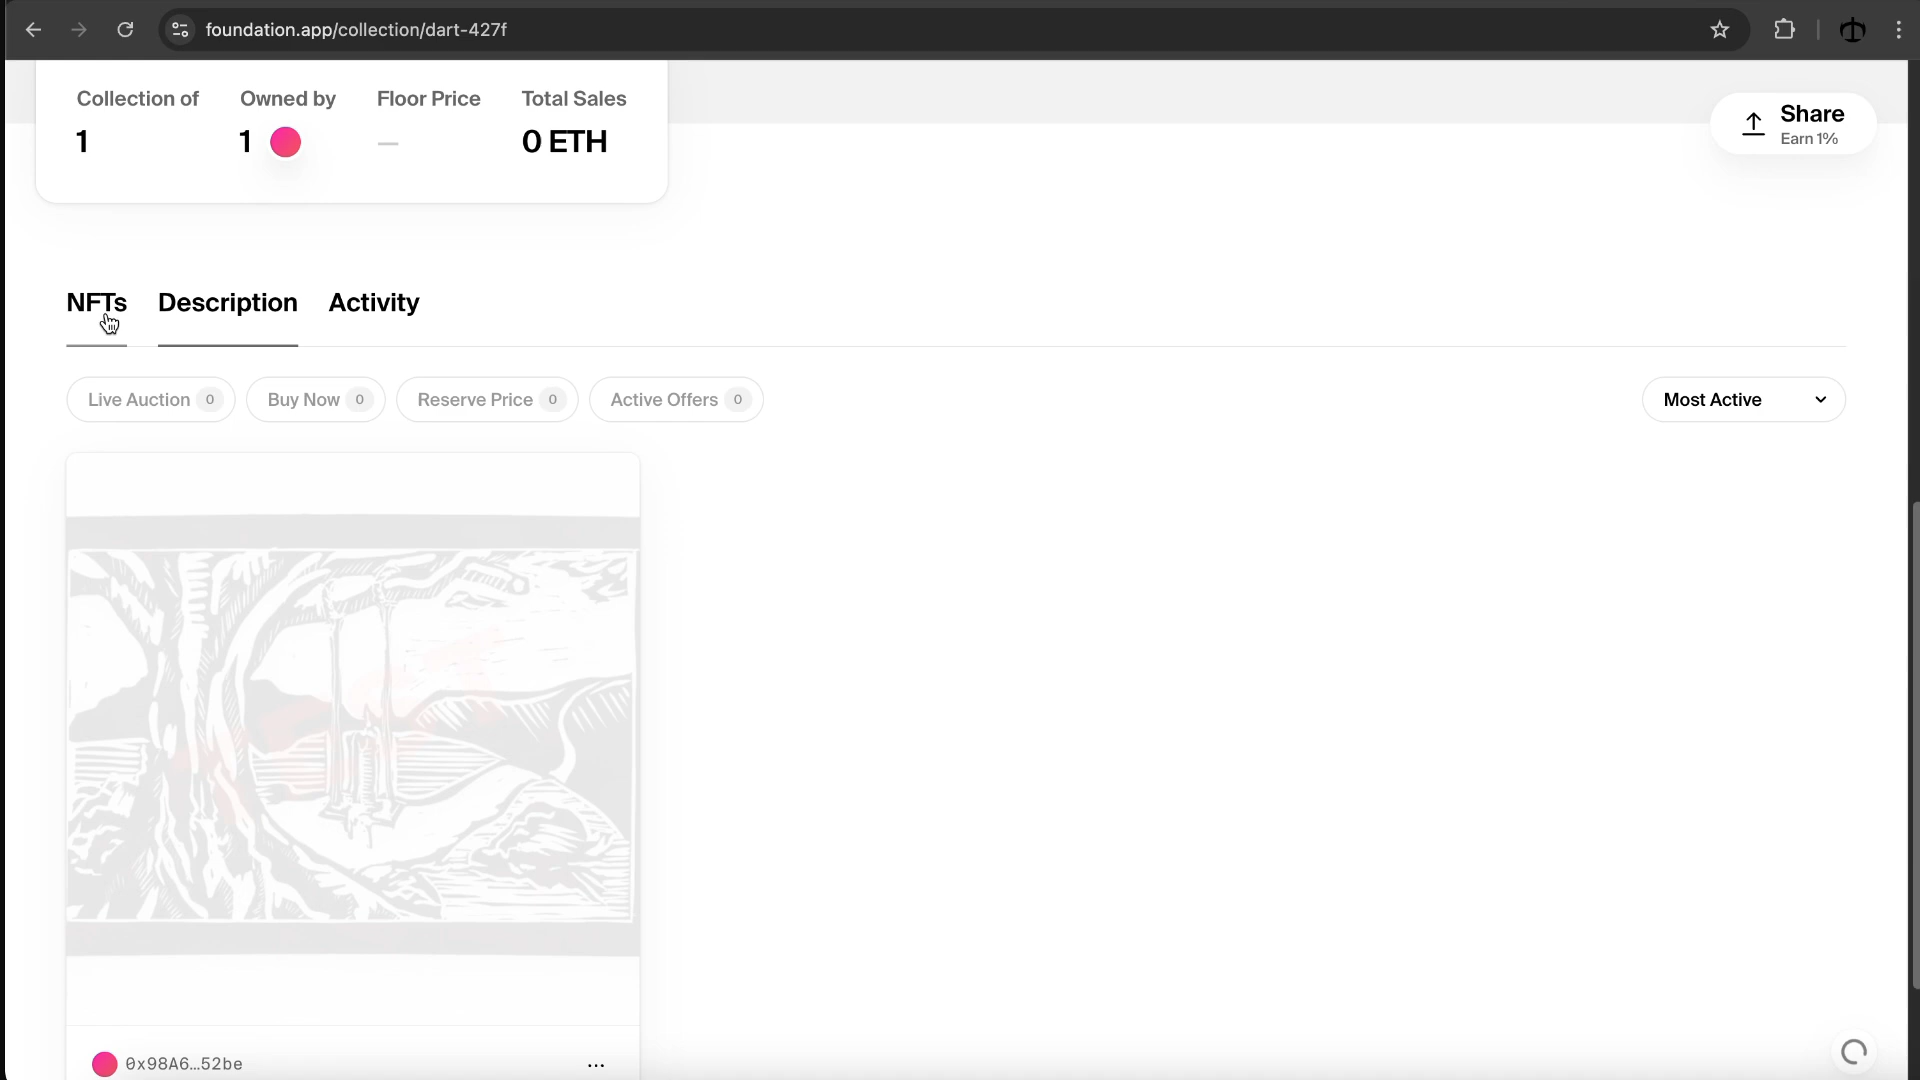 foundation.app/collection/dart-427f
Collection of Owned by Floor Price Total Sales
1 1 — 0 ETH
Share
Earn 1%
NFTs Description Activity
Live Auction 0 Buy Now 0 Reserve Price 0 Active Offers 0 Most Active
0x98A6…52be ...